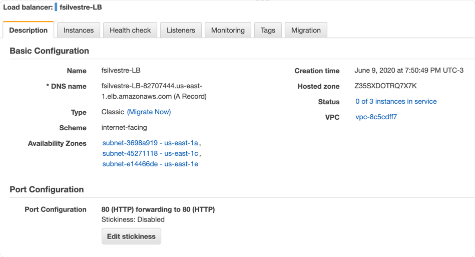 Load balancer: fsilvestre-LB
Description Instances Health check Listeners Monitoring Tags Migration
Basic Configuration
Name fsilvestre-LB Creation time June 9, 2020 at 7:50:49 PM UTC-3
* DNS name fsilvestre-LB-82707444.us-east-1.elb.amazonaws.com (A Record) Hosted zone Z35SXDOTRQ7X7K
Type Classic (Migrate Now) Status 0 of 3 instances in service
Scheme internet-facing VPC vpc-8c5cdff7
Availability Zones subnet-3698a919 - us-east-1a,
subnet-45271118 - us-east-1c,
subnet-e14466de - us-east-1e
Port Configuration
Port Configuration 80 (HTTP) forwarding to 80 (HTTP)
Stickiness: Disabled
Edit stickiness